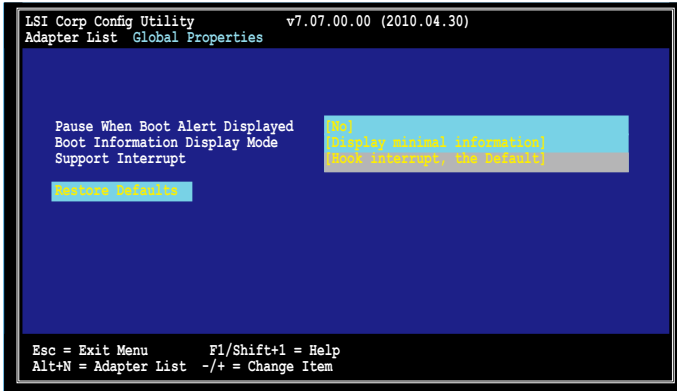 LSI Corp Config Utility v7.07.00.00 (2010.04.30)
Adapter List Global Properties
Pause When Boot Alert Displayed [No]
Boot Information Display Mode [Display minimal information]
Support Interrupt [Hook interrupt, the Default]
Restore Defaults
Esc = Exit Menu F1/Shift+1 = Help
Alt+N = Adapter List -/+ = Change Item